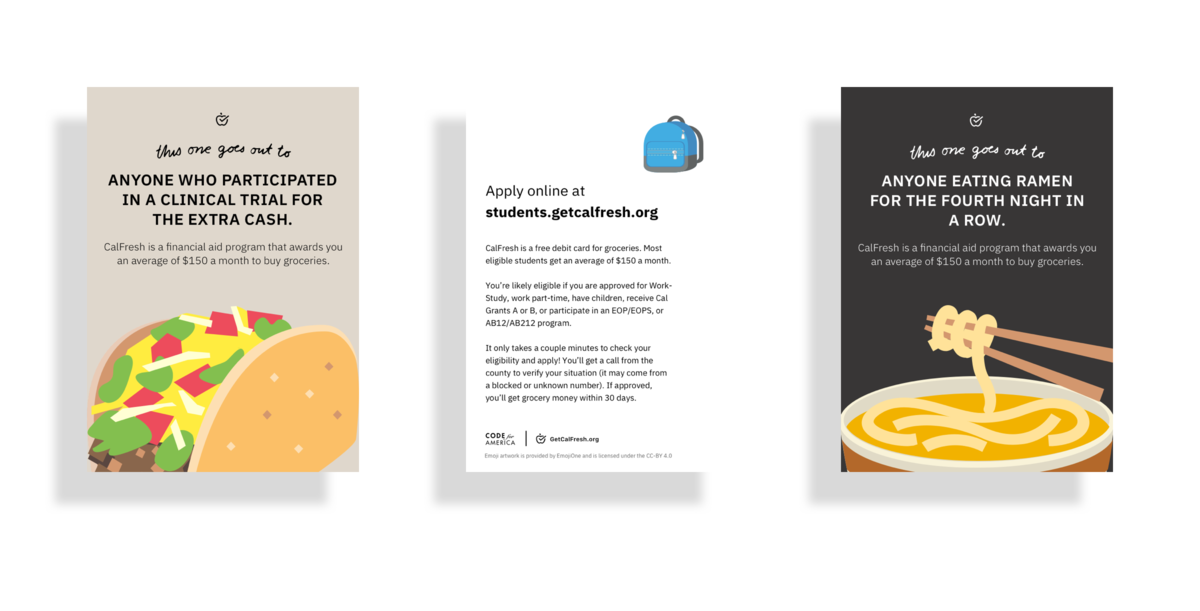 this one goes out to
ANYONE WHO PARTICIPATED
IN A CLINICAL TRIAL FOR
THE EXTRA CASH.
CalFresh is a financial aid program that awards you
an average of $150 a month to buy groceries.
Apply online at
students.getcalfresh.org
CalFresh is a free debit card for groceries. Most
eligible students get an average of $150 a month.
You're likely eligible if you are approved for Work-
Study, work part-time, have children, receive Cal
Grants A or B, or participate in an EOP/EOPS, or
AB12/AB212 program.
It only takes a couple minutes to check your
eligibility and apply! You'll get a call from the
county to verify your situation (it may come from
a blocked or unknown number). If approved,
you'll get grocery money within 30 days.
CODE for
AMERICA
GetCalFresh.org
Emoji artwork is provided by EmojiOne and is licensed under the CC-BY 4.0
this one goes out to
ANYONE EATING RAMEN
FOR THE FOURTH NIGHT IN
A ROW.
CalFresh is a financial aid program that awards you
an average of $150 a month to buy groceries.